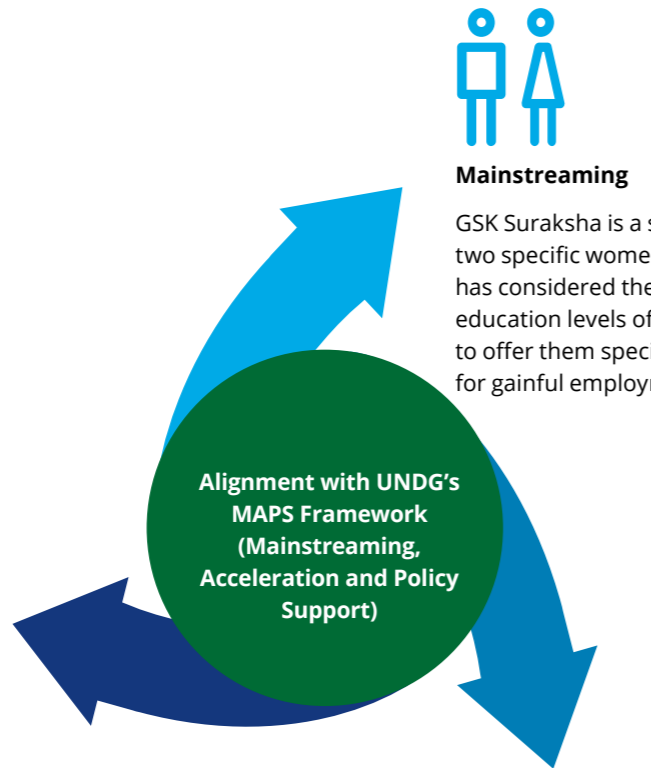 Mainstreaming
GSK Suraksha is a
two specific
has considered
education levels of
to offer them
for gainful
Alignment with UNDG’s
MAPS Framework
(Mainstreaming,
Acceleration and Policy
Support)